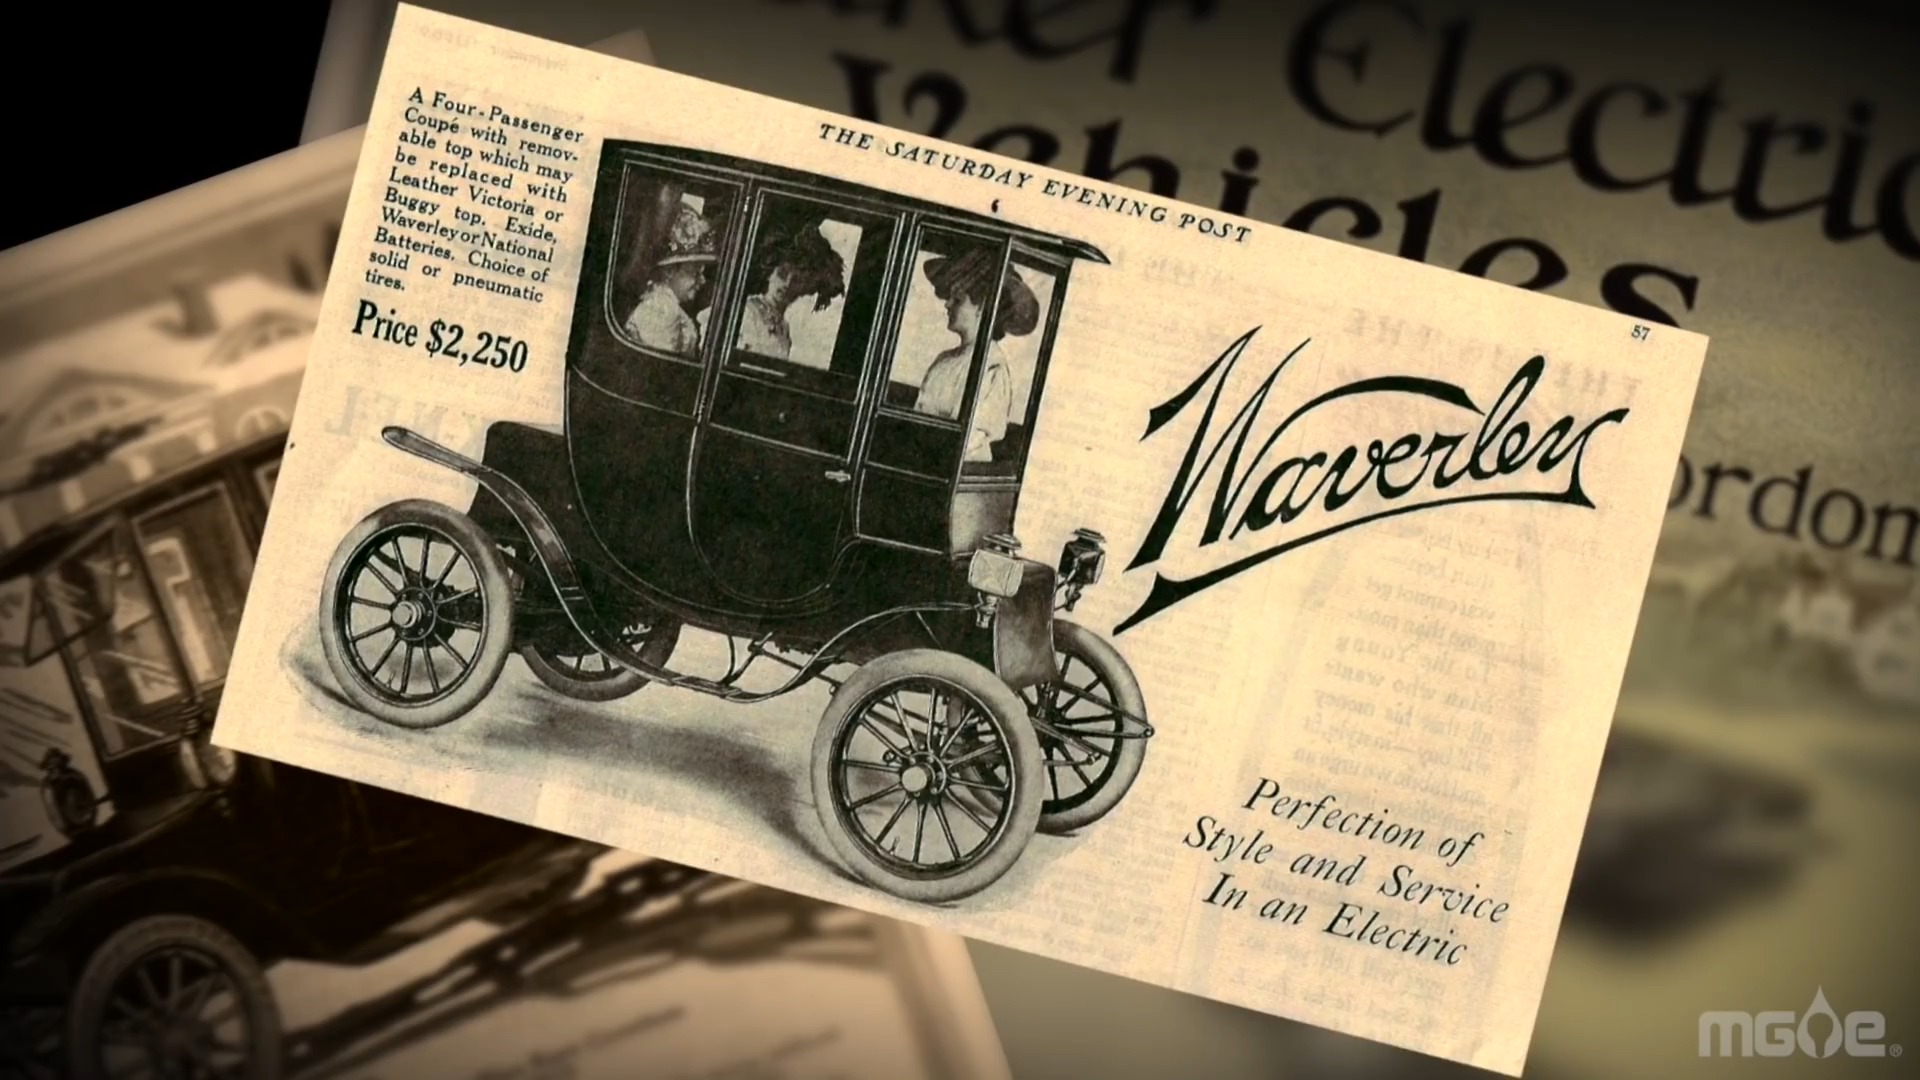 Electric
Vehicles
THE SATURDAY EVENING POST
57
A Four-Passenger
Coupé with remov-
able top which may
be replaced with
Leather Victoria or
Buggy top. Exide,
Waverley or National
Batteries. Choice of
solid or pneumatic
tires.
Price $2,250
Waverley
Perfection of
Style and Service
In an Electric
mGe®